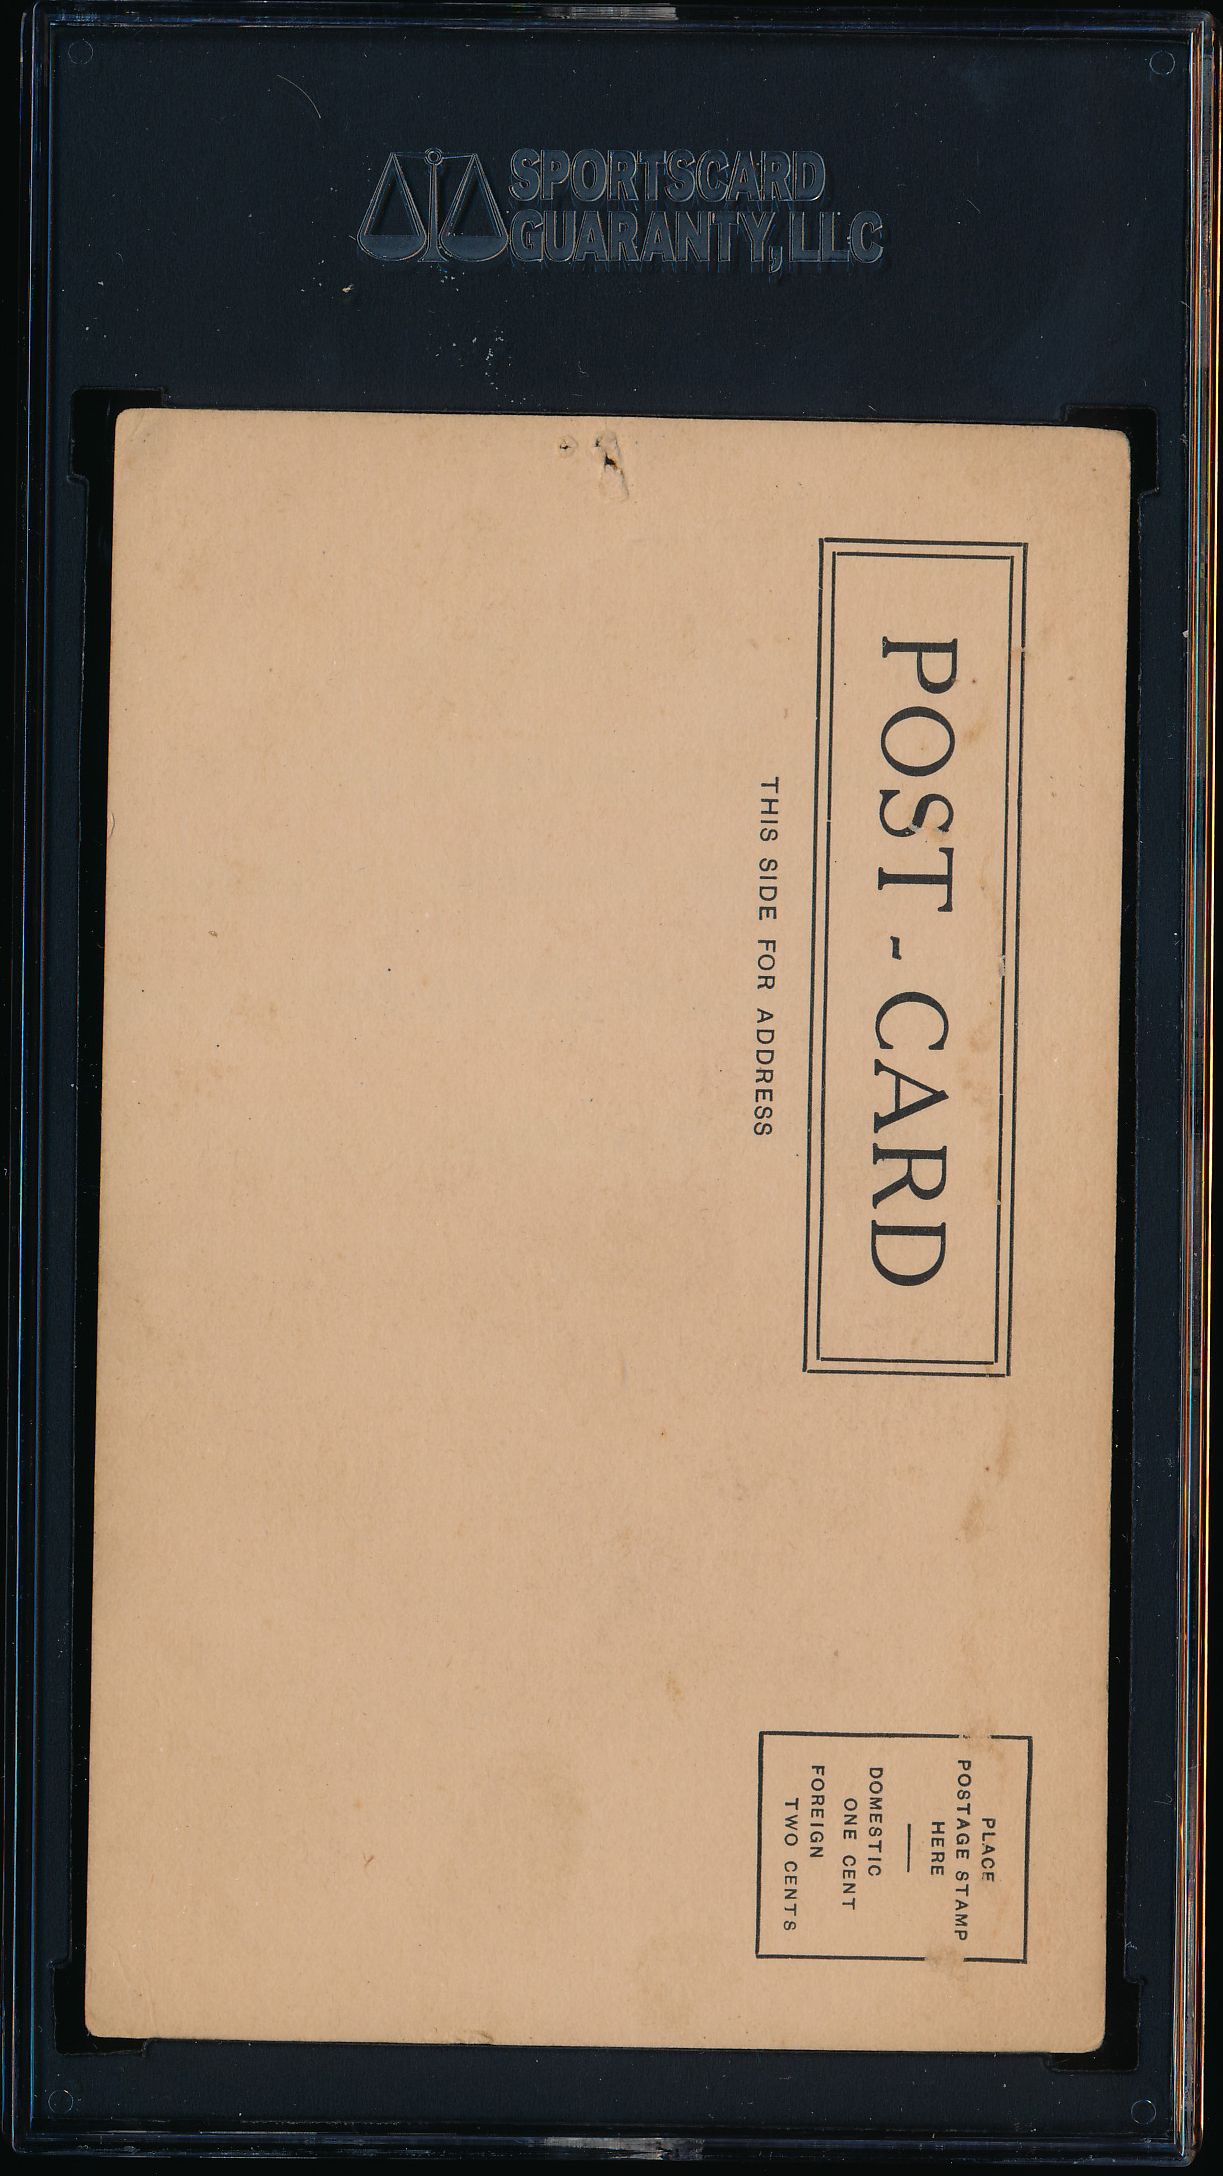 SPORTSCARD
GUARANTY, LLC
POST-CARD
THIS SIDE FOR ADDRESS
PLACE
POSTAGE STAMP
HERE
DOMESTIC
ONE CENT
FOREIGN
TWO CENTS